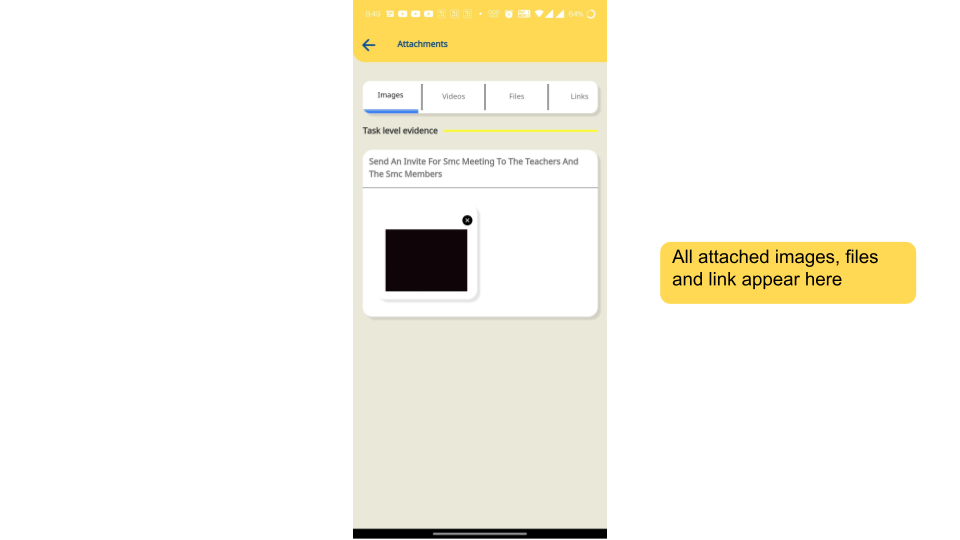 9:40 64%
Attachments
Images Videos Files Links
Task level evidence
Send An Invite For Smc Meeting To The Teachers And
The Smc Members
All attached images, files
and link appear here